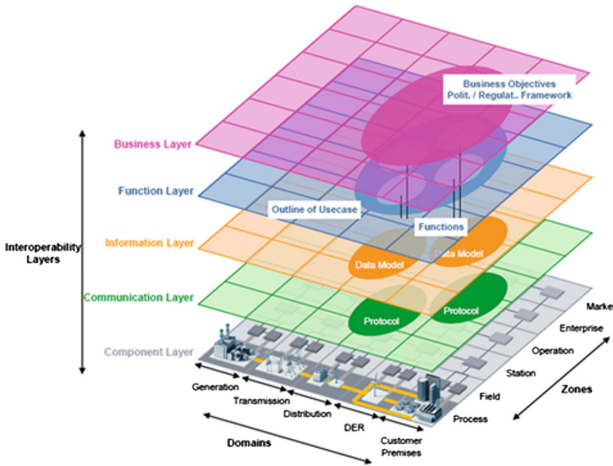 Business Objectives
Polit. / Regulat.. Framework
Business Layer
Function Layer
Outline of Usecase
Functions
Interoperability
Layers
Information Layer
Data Model
Data Model
Communication Layer
Protocol
Protocol
Component Layer
Market
Enterprise
Operation
Station
Field
Process
Zones
Generation
Transmission
Distribution
DER
Customer
Premises
Domains